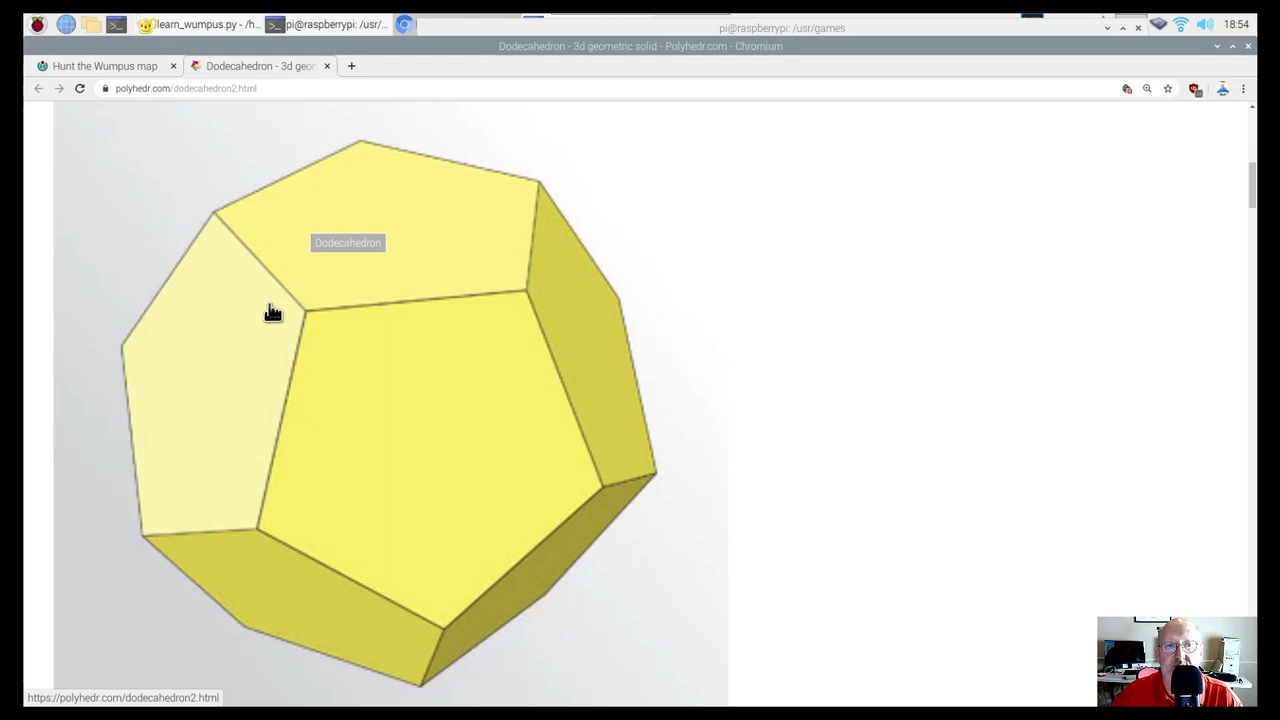 learn_wumpus.py - /h...
pi@raspberrypi: /usr/...
pi@raspberrypi: /usr/games
18:54
Dodecahedron - 3d geometric solid - Polyhedr.com - Chromium
Hunt the Wumpus map
Dodecahedron - 3d geor
polyhedr.com/dodecahedron2.html
Dodecahedron
https://polyhedr.com/dodecahedron2.html